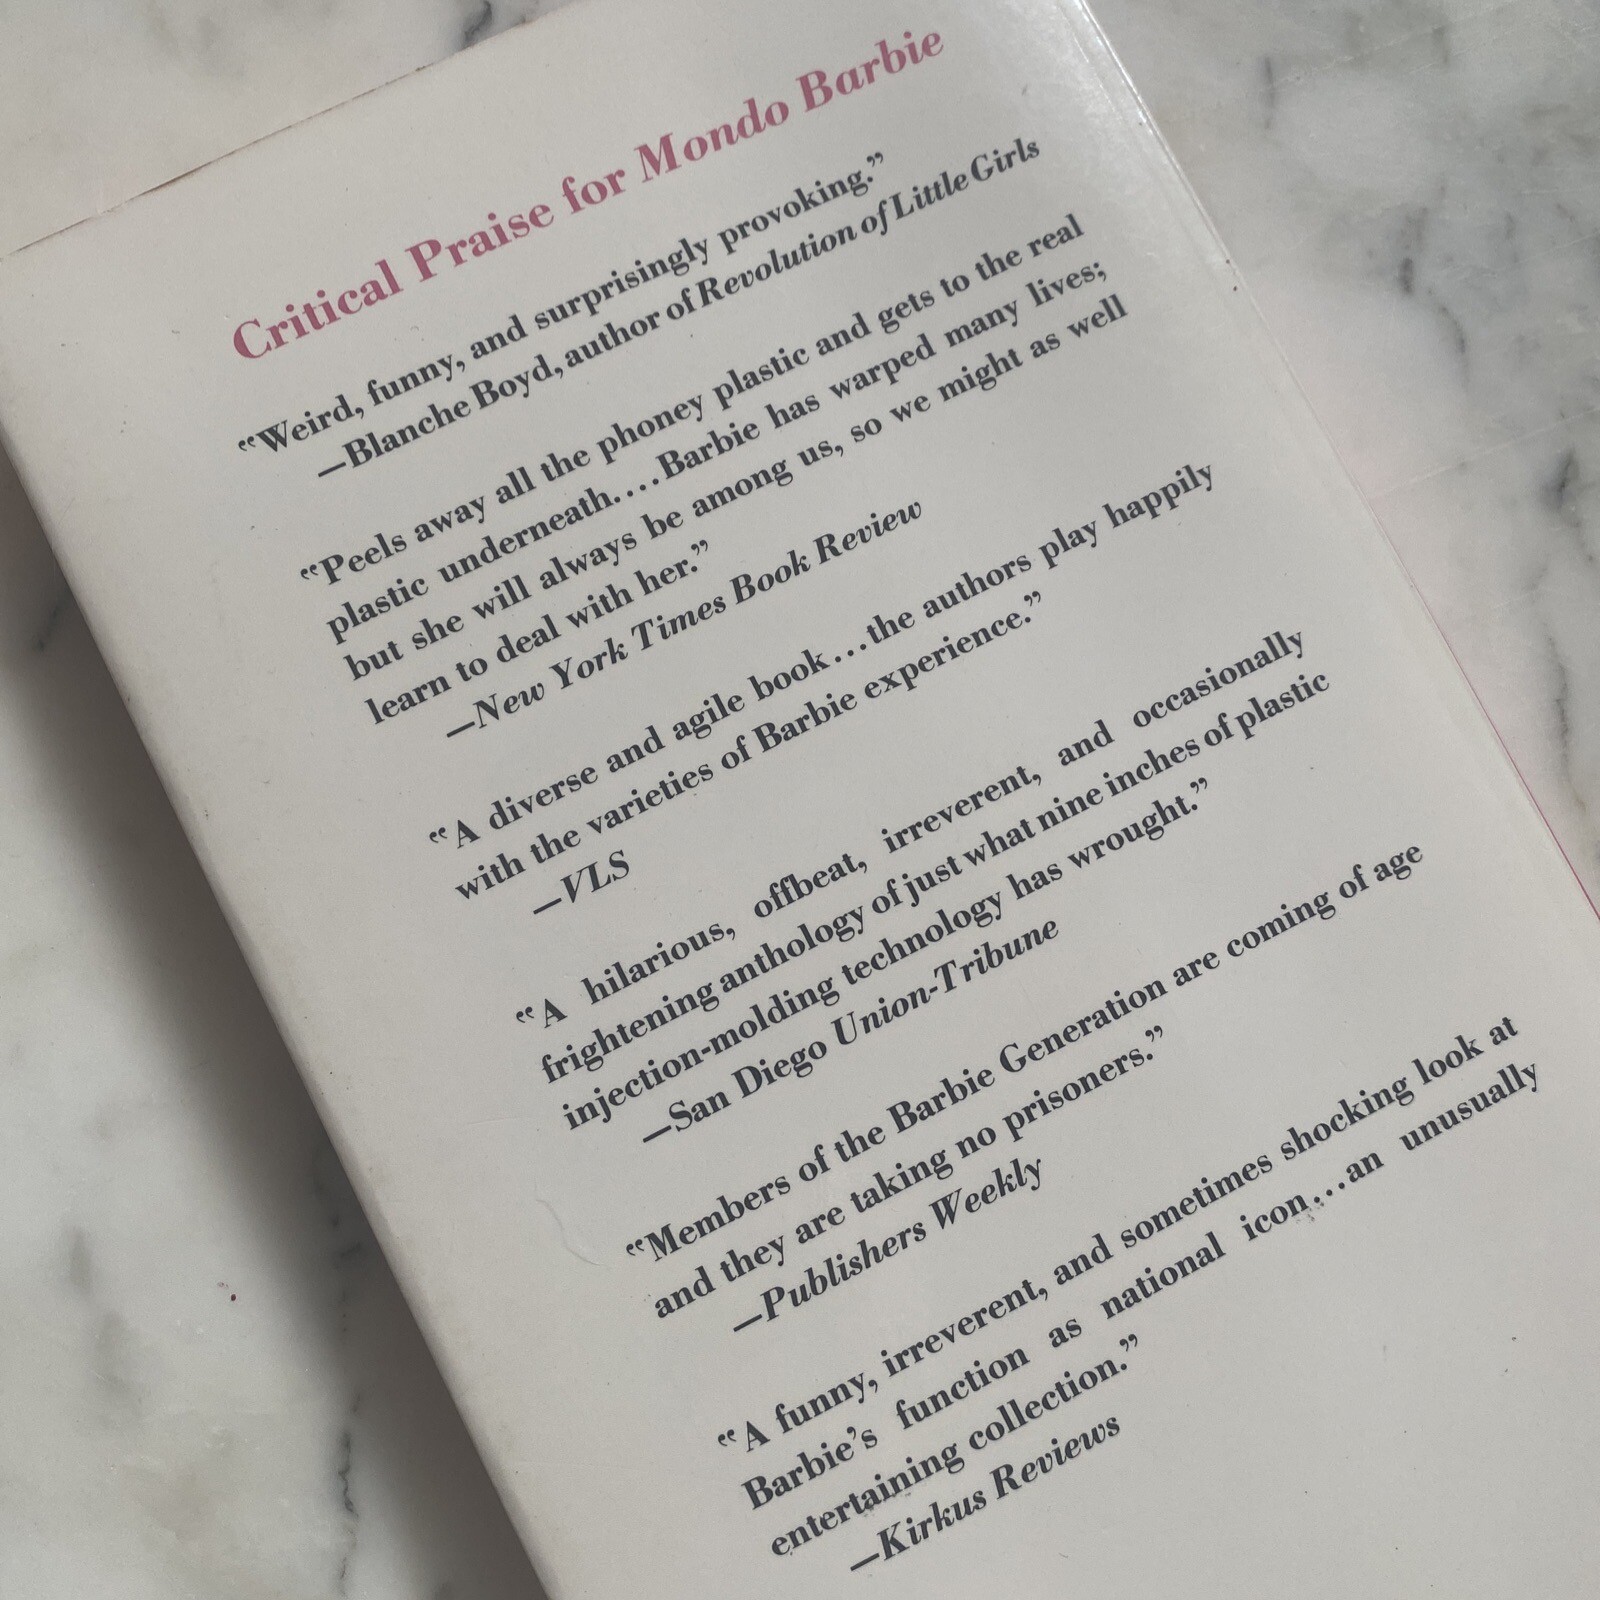 Critical Praise for Mondo Barbie
“Weird, funny, and surprisingly provoking.”
—Blanche Boyd, author of Revolution of Little Girls
“Peels away all the phoney plastic and gets to the real
plastic underneath....Barbie has warped many lives;
but she will always be among us, so we might as well
learn to deal with her.”
—New York Times Book Review
“A diverse and agile book...the authors play happily
with the varieties of Barbie experience.”
—VLS
“A hilarious, offbeat, irreverent, and occasionally
frightening anthology of just what nine inches of plastic
injection-molding technology has wrought.”
—San Diego Union-Tribune
“Members of the Barbie Generation are coming of age
and they are taking no prisoners.”
—Publishers Weekly
“A funny, irreverent, and sometimes shocking look at
Barbie’s function as national icon...an unusually
entertaining collection.”
—Kirkus Reviews